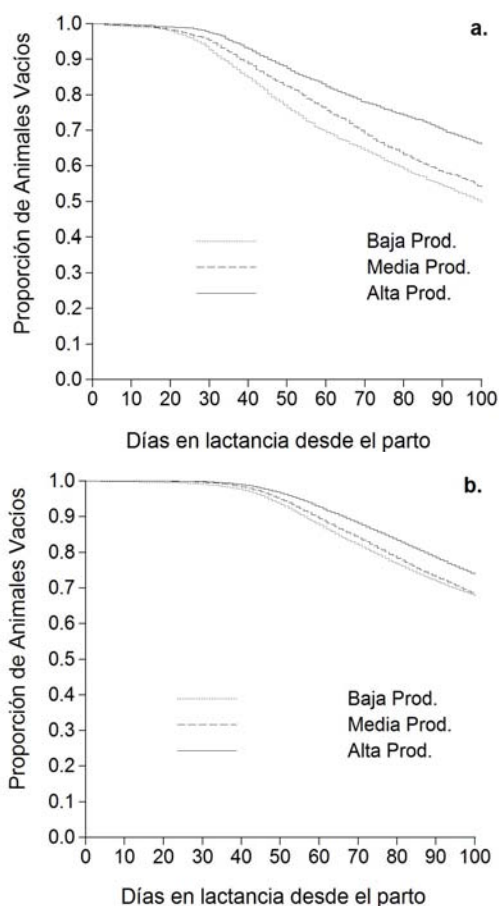 a.
Proporción de Animales Vacíos
1.0
0.9
0.8
0.7
0.6
0.5
0.4
0.3
0.2
0.1
0.0
Baja Prod.
Media Prod.
Alta Prod.
0 10 20 30 40 50 60 70 80 90 100
Días en lactancia desde el parto
b.
Proporción de Animales Vacíos
1.0
0.9
0.8
0.7
0.6
0.5
0.4
0.3
0.2
0.1
0.0
Baja Prod.
Media Prod.
Alta Prod.
0 10 20 30 40 50 60 70 80 90 100
Días en lactancia desde el parto